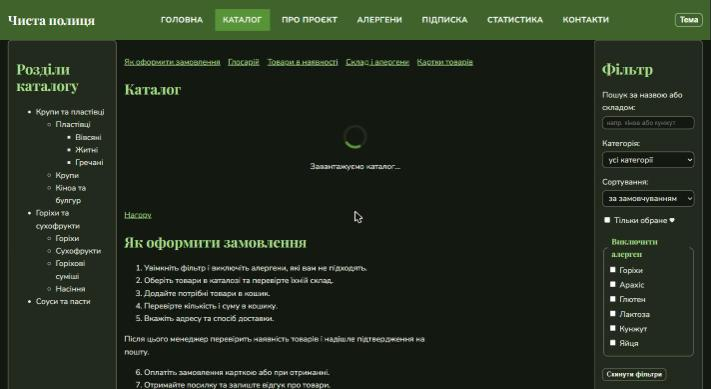 Чиста полиця
ГОЛОВНА КАТАЛОГ ПРО ПРОЄКТ АЛЕРГЕНИ ПІДПИСКА СТАТИСТИКА КОНТАКТИ
Тема
Розділи
каталогу
Крупи та пластівці
Пластівці
Вівсяні
Житні
Гречані
Крупи
Кіноа та
булгур
Горіхи та
сухофрукти
Горіхи
Сухофрукти
Горіхові
суміші
Насіння
Соуси та пасти
Як оформити замовлення Глосарій Товари в наявності Склад і алергени Картки товарів
Каталог
Завантажуємо каталог...
Нагору
Як оформити замовлення
1. Увімкніть фільтр і виключіть алергени, які вам не підходять.
2. Оберіть товари в каталозі та перевірте їхній склад.
3. Додайте потрібні товари в кошик.
4. Перевірте кількість і суму в кошику.
5. Вкажіть адресу та спосіб доставки.
Після цього менеджер перевірить наявність товарів і надішле підтвердження на
пошту.
6. Оплатіть замовлення карткою або при отриманні.
7. Отримайте посилку та залиште відгук про товари.
Фільтр
Пошук за назвою або
складом:
напр. кіноа або кунжут
Категорія:
усі категорії
Сортування:
за замовчуванням
Тільки обране ♥
Виключити
алерген
Горіхи
Арахіс
Глютен
Лактоза
Кунжут
Яйця
Скинути фільтри